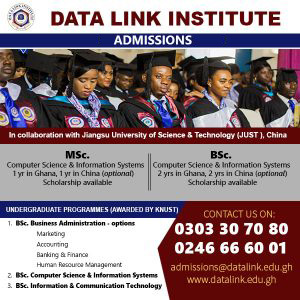 DATA LINK INSTITUTE
ADMISSIONS
In collaboration with Jiangsu University of Science & Technology (JUST ), China
MSc.
Computer Science & Information Systems
1 yr in Ghana, 1 yr in China (optional)
Scholarship available
BSc.
Computer Science & Information Systems
2 yrs in Ghana, 2 yrs in China (optional)
Scholarship available
UNDERGRADUATE PROGRAMMES (AWARDED BY KNUST)
1. BSc. Business Administration - options
Marketing
Accounting
Banking & Finance
Human Resource Management
2. BSc. Computer Science & Information Systems
3. BSc. Information & Communication Technology
CONTACT US ON:
0303 30 70 80
0246 66 60 01
admissions@datalink.edu.gh
www.datalink.edu.gh